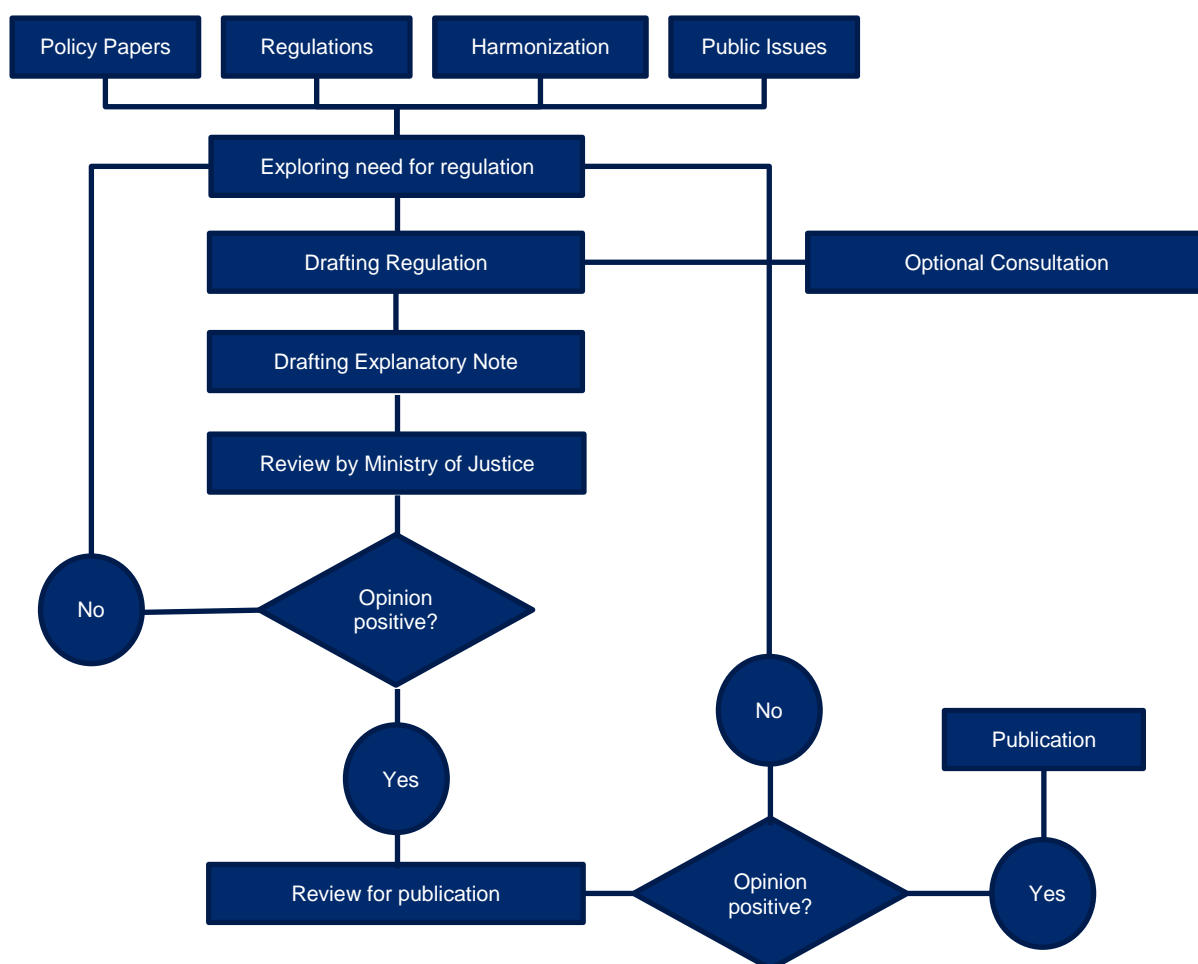 Policy Papers
Regulations
Harmonization
Public Issues
Exploring need for regulation
Drafting Regulation
Optional Consultation
Drafting Explanatory Note
Review by Ministry of Justice
No
Opinion
positive?
No
Publication
Yes
Review for publication
Opinion
positive?
Yes